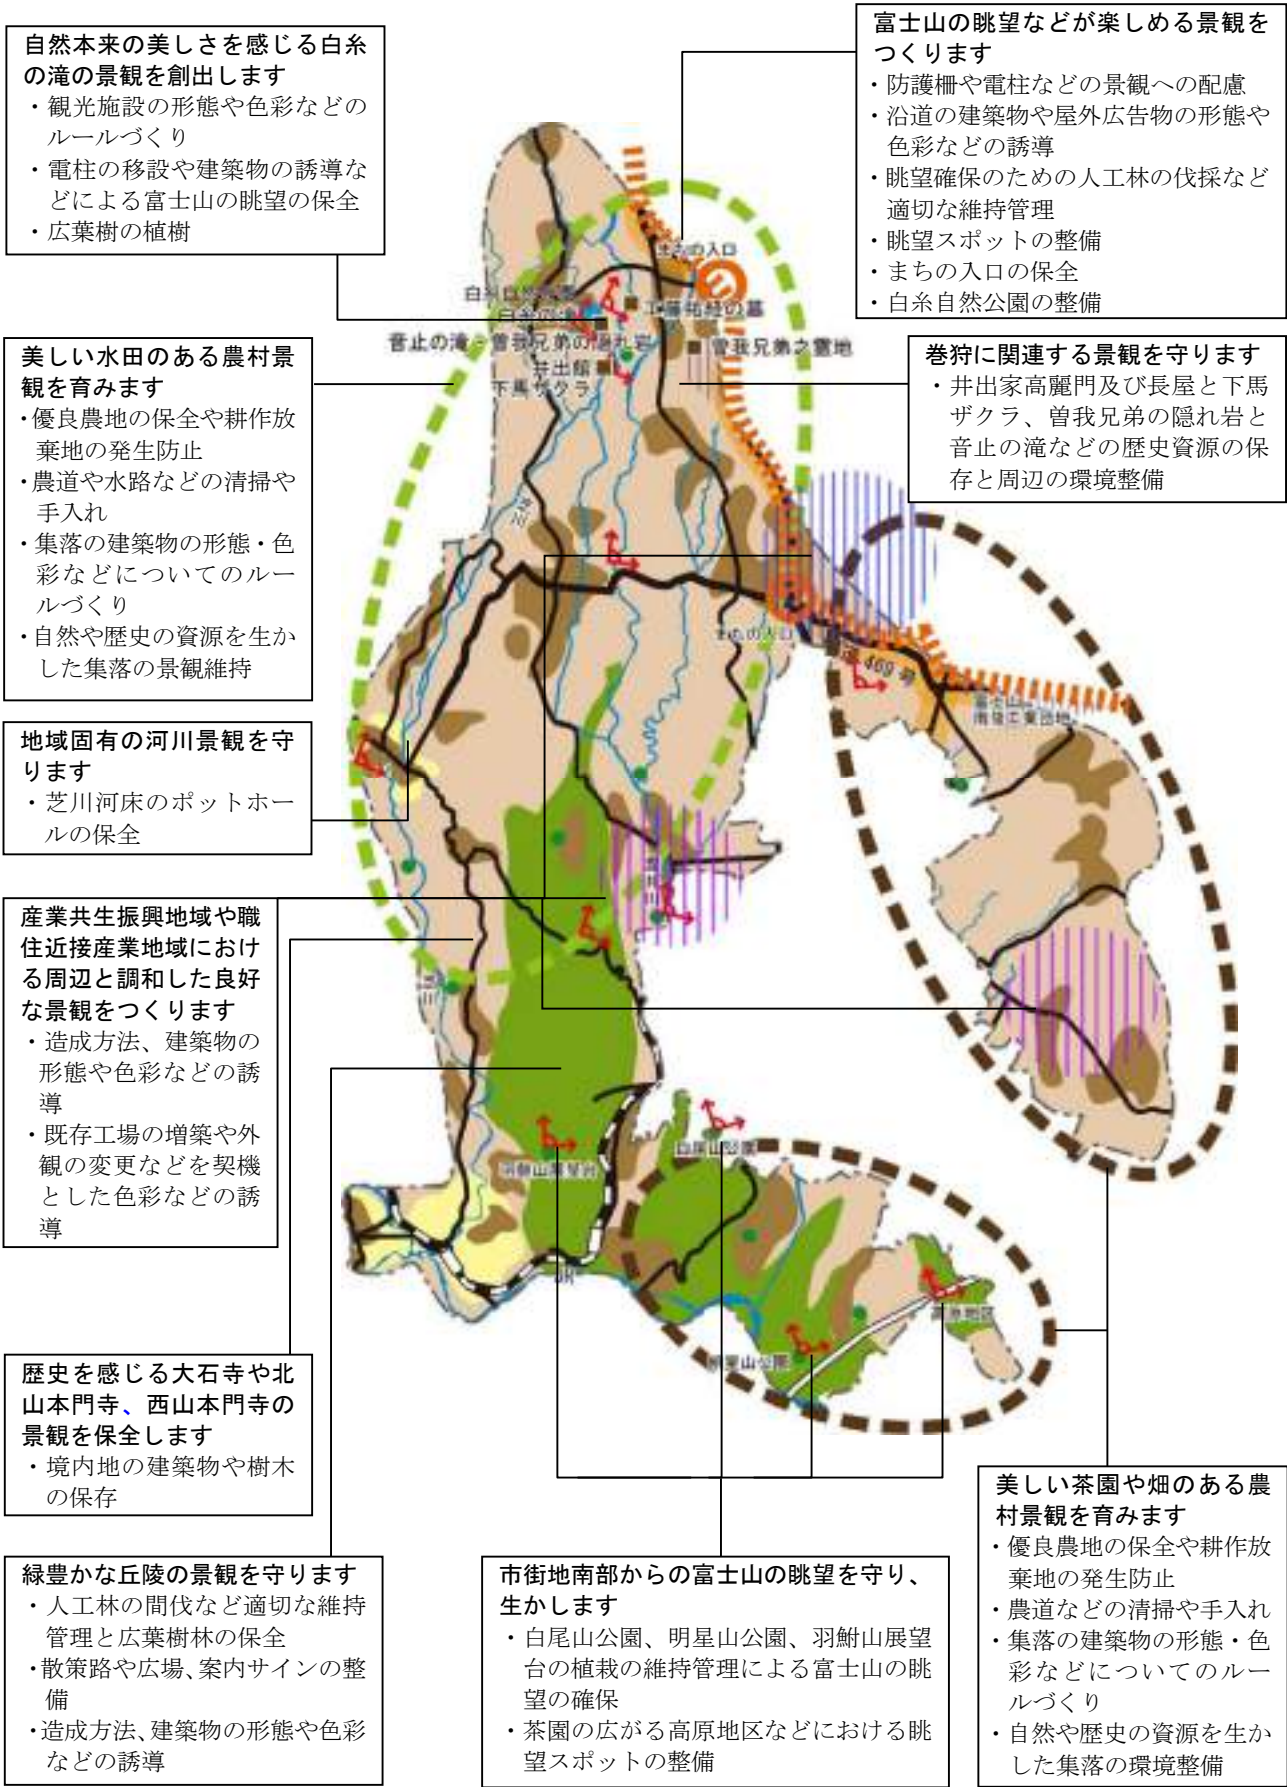 自然本来の美しさを感じる白糸
の滝の景観を創出します
・観光施設の形態や色彩などの
ルールづくり
・電柱の移設や建築物の誘導な
どによる富士山の眺望の保全
・広葉樹の植樹
富士山の眺望などが楽しめる景観を
つくります
・防護柵や電柱などの景観への配慮
・沿道の建築物や屋外広告物の形態や
色彩などの誘導
・眺望確保のための人工林の伐採など
適切な維持管理
・眺望スポットの整備
・まちの入口の保全
・白糸自然公園の整備
美しい水田のある農村景
観を育みます
・優良農地の保全や耕作放
棄地の発生防止
・農道や水路などの清掃や
手入れ
・集落の建築物の形態・色
彩などについてのルー
ルづくり
・自然や歴史の資源を生か
した集落の景観維持
巻狩に関連する景観を守ります
・井出家高麗門及び長屋と下馬
ザクラ、曽我兄弟の隠れ岩と
音止の滝などの歴史資源の保
存と周辺の環境整備
まちの入口
白糸自然公園
白糸の滝
工藤祐経の墓
音止の滝・曽我兄弟の隠れ岩
曽我兄弟之霊地
井出館
下馬ザクラ
芝川
まちの入口
469号
富士山
南陵工業団地
地域固有の河川景観を守
ります
・芝川河床のポットホー
ルの保全
産業共生振興地域や職
住近接産業地域におけ
る周辺と調和した良好
な景観をつくります
・造成方法、建築物の
形態や色彩などの誘
導
・既存工場の増築や外
観の変更などを契機
とした色彩などの誘
導
羽鮒山展望台
白尾山公園
JR
高原地区
明星山公園
歴史を感じる大石寺や北
山本門寺、西山本門寺の
景観を保全します
・境内地の建築物や樹木
の保存
緑豊かな丘陵の景観を守ります
・人工林の間伐など適切な維持
管理と広葉樹林の保全
・散策路や広場、案内サインの整
備
・造成方法、建築物の形態や色彩
などの誘導
市街地南部からの富士山の眺望を守り、
生かします
・白尾山公園、明星山公園、羽鮒山展望
台の植栽の維持管理による富士山の眺
望の確保
・茶園の広がる高原地区などにおける眺
望スポットの整備
美しい茶園や畑のある農
村景観を育みます
・優良農地の保全や耕作放
棄地の発生防止
・農道などの清掃や手入れ
・集落の建築物の形態・色
彩などについてのルー
ルづくり
・自然や歴史の資源を生か
した集落の環境整備